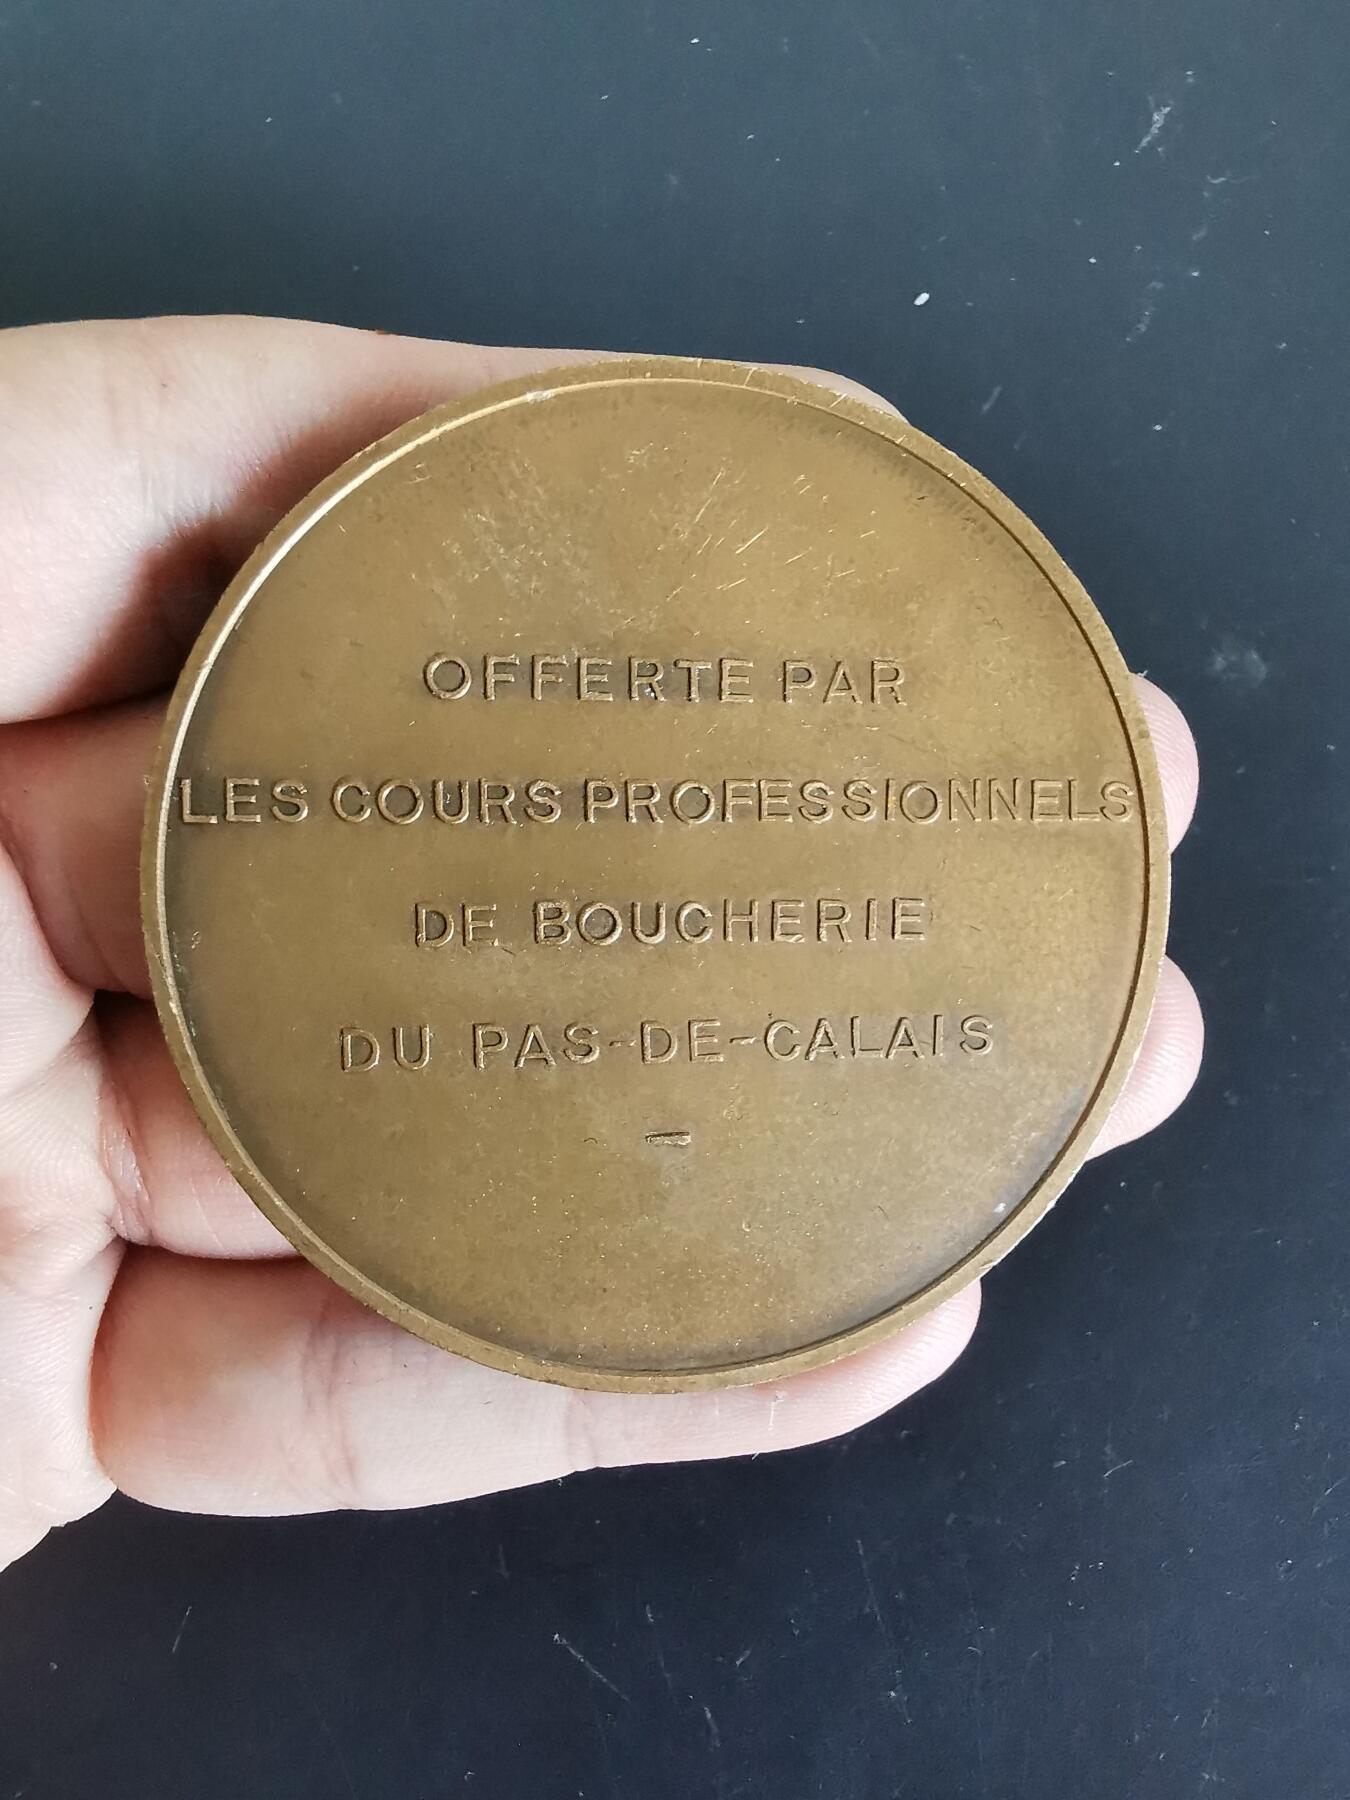 OFFERTE PAR
LES COURS PROFESSIONNELS
DE BOUCHERIE
DU PAS-DE-CALAIS
-